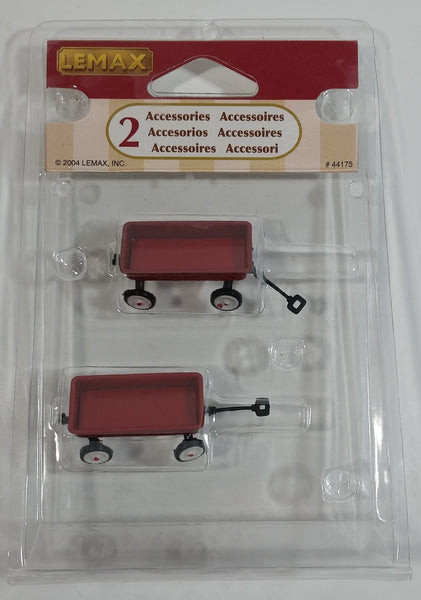 LEMAX
2
Accessories Accessoires
Accesorios Accessoires
Accessoires Accessori
© 2004 LEMAX, INC.
# 44175